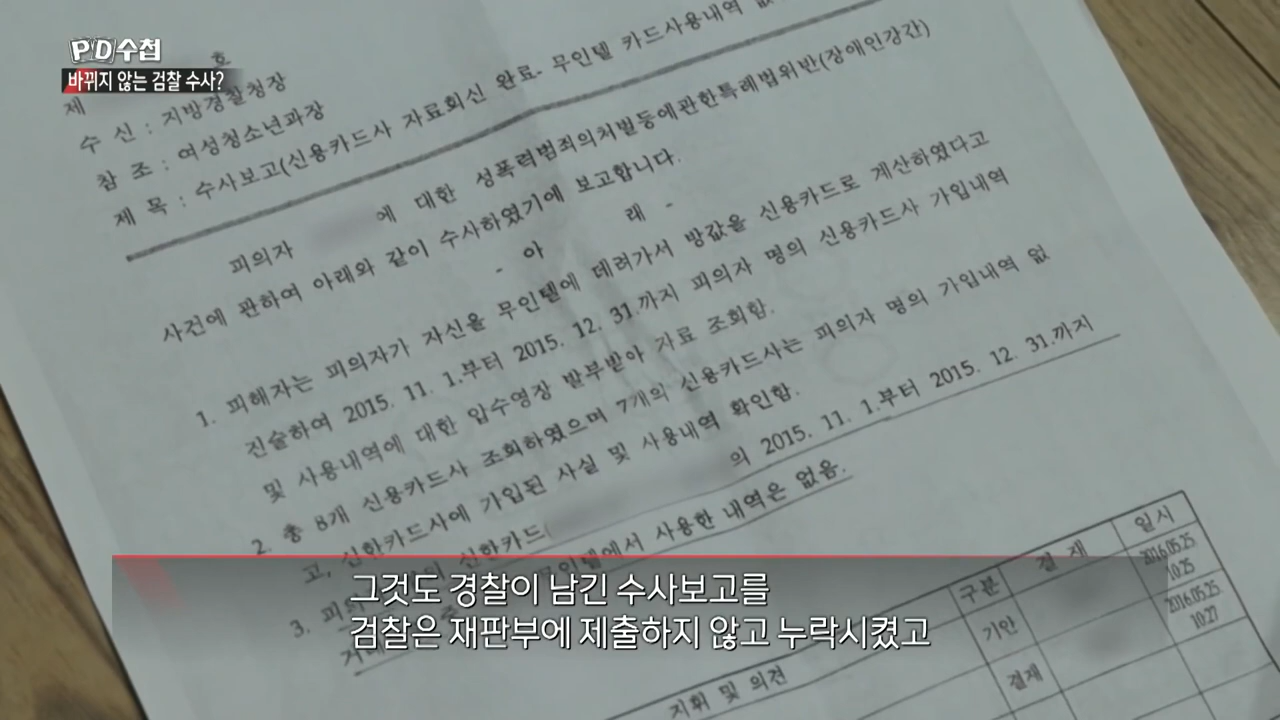 PD수첩
바뀌지 않는 검찰 수사?
제 호
수 신 : 지방경찰청장
참 조 : 여성청소년과장
제 목 : 수사보고(신용카드사 자료회신 완료- 무인텔 카드사용내역
피의자 에 대한 성폭력범죄의처벌등에관한특례법위반(장애인강간)
사건에 관하여 아래와 같이 수사하였기에 보고합니다.
- 아 래 -
1. 피해자는 피의자가 자신을 무인텔에 데려가서 방값을 신용카드로 계산하였다고
진술하여 2015. 11. 1.부터 2015. 12. 31.까지 피의자 명의 신용카드사 가입내역
및 사용내역에 대한 압수영장 발부받아 자료 조회함.
2. 총 8개 신용카드사 조회하였으며 7개의 신용카드사는 피의자 명의 가입내역 없
고, 신한카드사에 가입된 사실 및 사용내역 확인함.
3. 피의 신한카드( 의 2015. 11. 1.부터 2015. 12. 31.까지
무인텔에서 사용한 내역은 없음.
구분 결 재 일시
기안 2016.05.25. 10:25
결재 2016.05.25. 10:27
지휘 및 의견
그것도 경찰이 남긴 수사보고를
검찰은 재판부에 제출하지 않고 누락시켰고